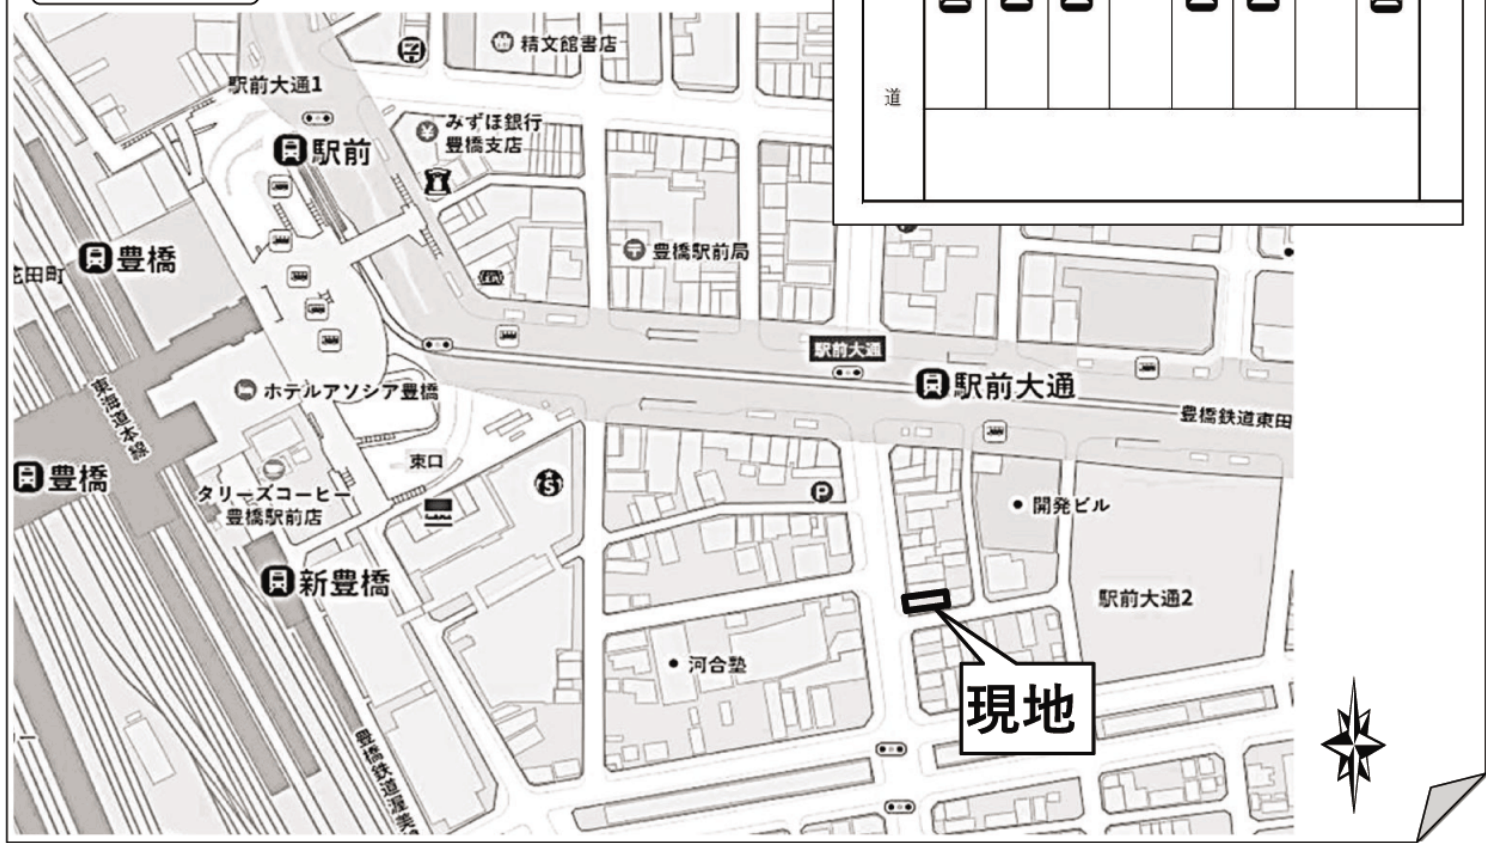 精文館書店
駅前大通1
みずほ銀行
豊橋支店
道
駅前
豊橋
豊橋駅前局
駅前大通
駅前大通
豊橋鉄道東田
ホテルアソシア豊橋
東海道本線
東口
豊橋
タリーズコーヒー
豊橋駅前店
P
開発ビル
新豊橋
駅前大通2
河合塾
現地
豊橋鉄道渥美